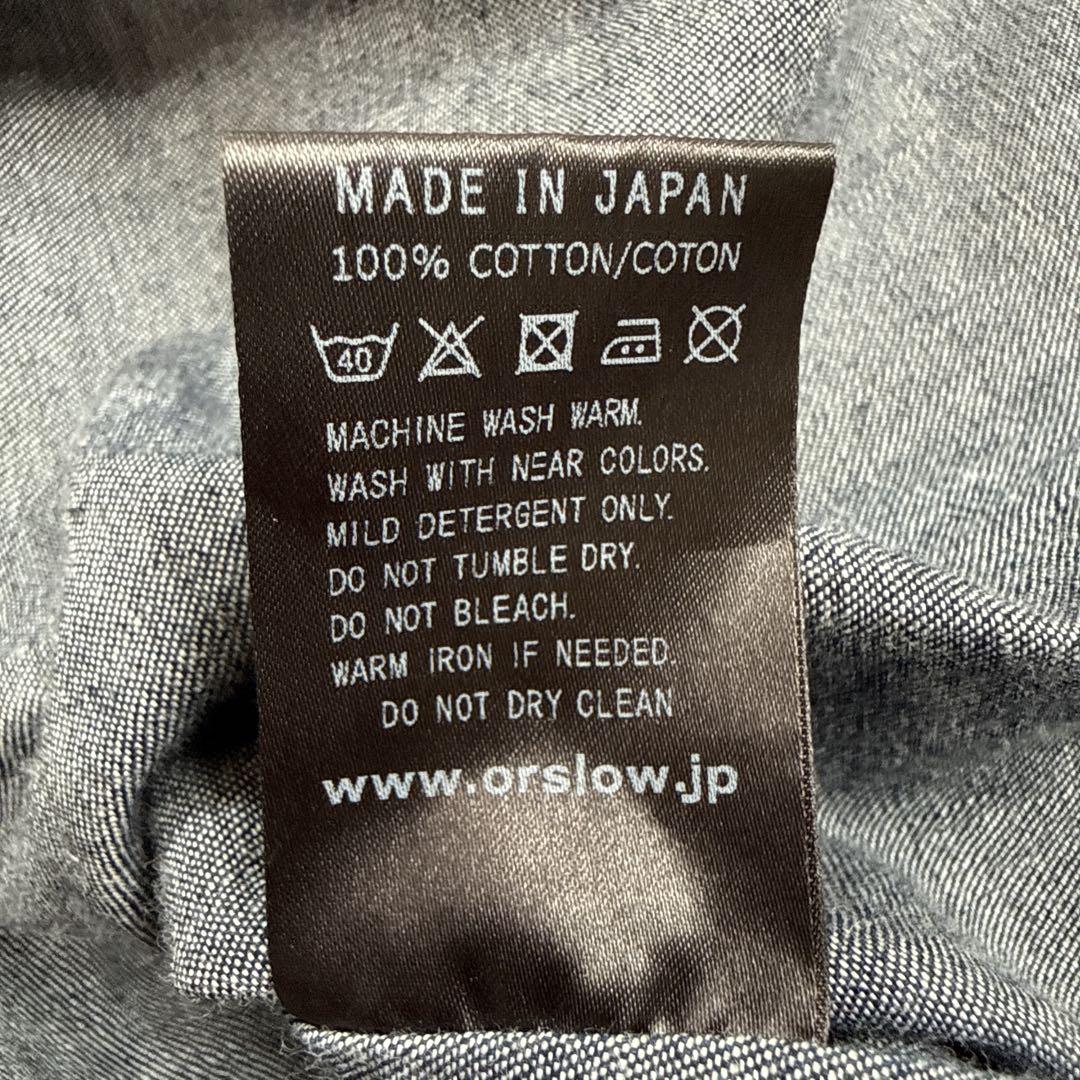 MADE IN JAPAN
100% COTTON/COTON
40
MACHINE WASH WARM.
WASH WITH NEAR COLORS.
MILD DETERGENT ONLY.
DO NOT TUMBLE DRY.
DO NOT BLEACH.
WARM IRON IF NEEDED.
DO NOT DRY CLEAN
www.orslow.jp